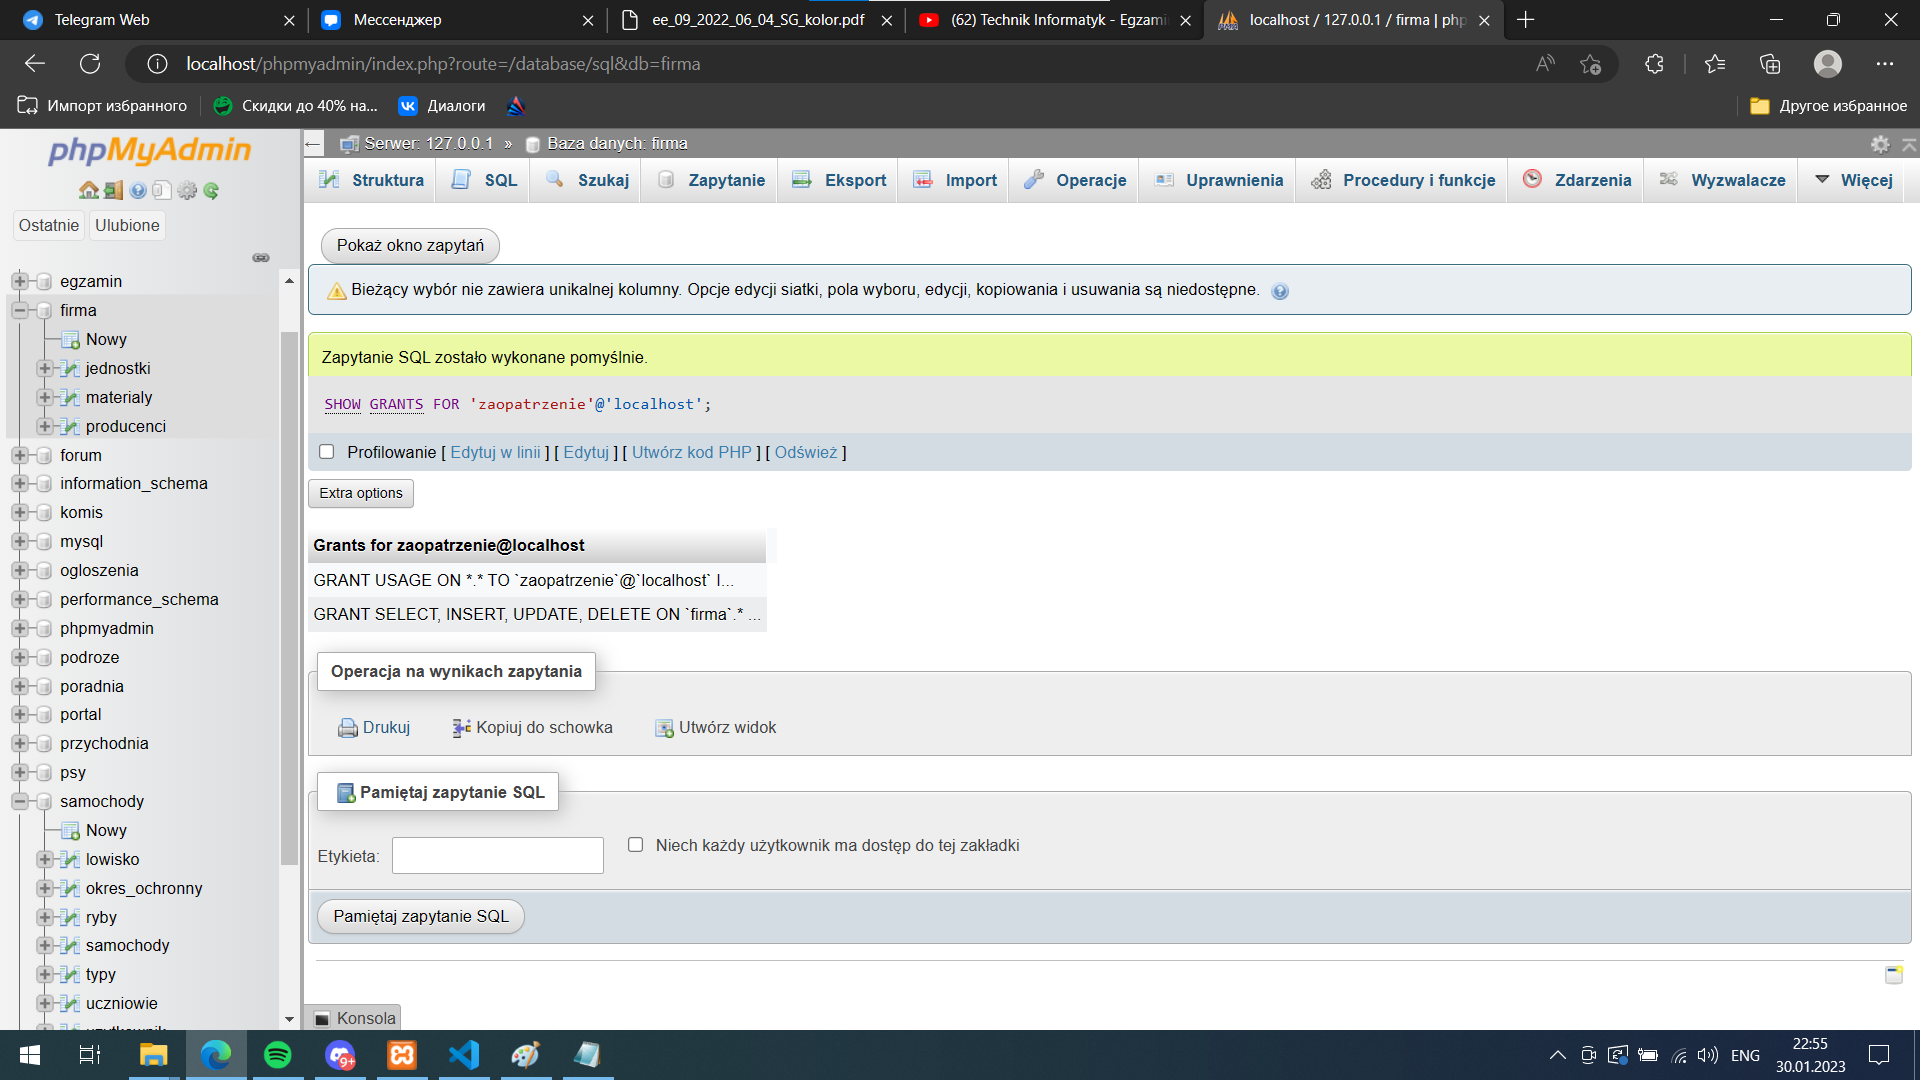 Telegram Web
Мессенджер
ee_09_2022_06_04_SG_kolor.pdf
(62) Technik Informatyk - Egzami
localhost / 127.0.0.1 / firma | php
localhost/phpmyadmin/index.php?route=/database/sql&db=firma
Импорт избранного
Скидки до 40% на...
Диалоги
Другое избранное
phpMyAdmin
Serwer: 127.0.0.1 » Baza danych: firma
Struktura SQL Szukaj Zapytanie Eksport Import Operacje Uprawnienia Procedury i funkcje Zdarzenia Wyzwalacze Więcej
Ostatnie Ulubione
egzamin
firma
Nowy
jednostki
materialy
producenci
forum
information_schema
komis
mysql
ogloszenia
performance_schema
phpmyadmin
podroze
poradnia
portal
przychodnia
psy
samochody
Nowy
lowisko
okres_ochronny
ryby
samochody
typy
uczniowie
Pokaż okno zapytań
Bieżący wybór nie zawiera unikalnej kolumny. Opcje edycji siatki, pola wyboru, edycji, kopiowania i usuwania są niedostępne.
Zapytanie SQL zostało wykonane pomyślnie.
SHOW GRANTS FOR 'zaopatrzenie'@'localhost';
Profilowanie [ Edytuj w linii ] [ Edytuj ] [ Utwórz kod PHP ] [ Odśwież ]
Extra options
Grants for zaopatrzenie@localhost
GRANT USAGE ON *.* TO `zaopatrzenie`@`localhost` I...
GRANT SELECT, INSERT, UPDATE, DELETE ON `firma`.* ...
Operacja na wynikach zapytania
Drukuj Kopiuj do schowka Utwórz widok
Pamiętaj zapytanie SQL
Etykieta:
Niech każdy użytkownik ma dostęp do tej zakładki
Pamiętaj zapytanie SQL
Konsola
9+
ENG
22:55
30.01.2023